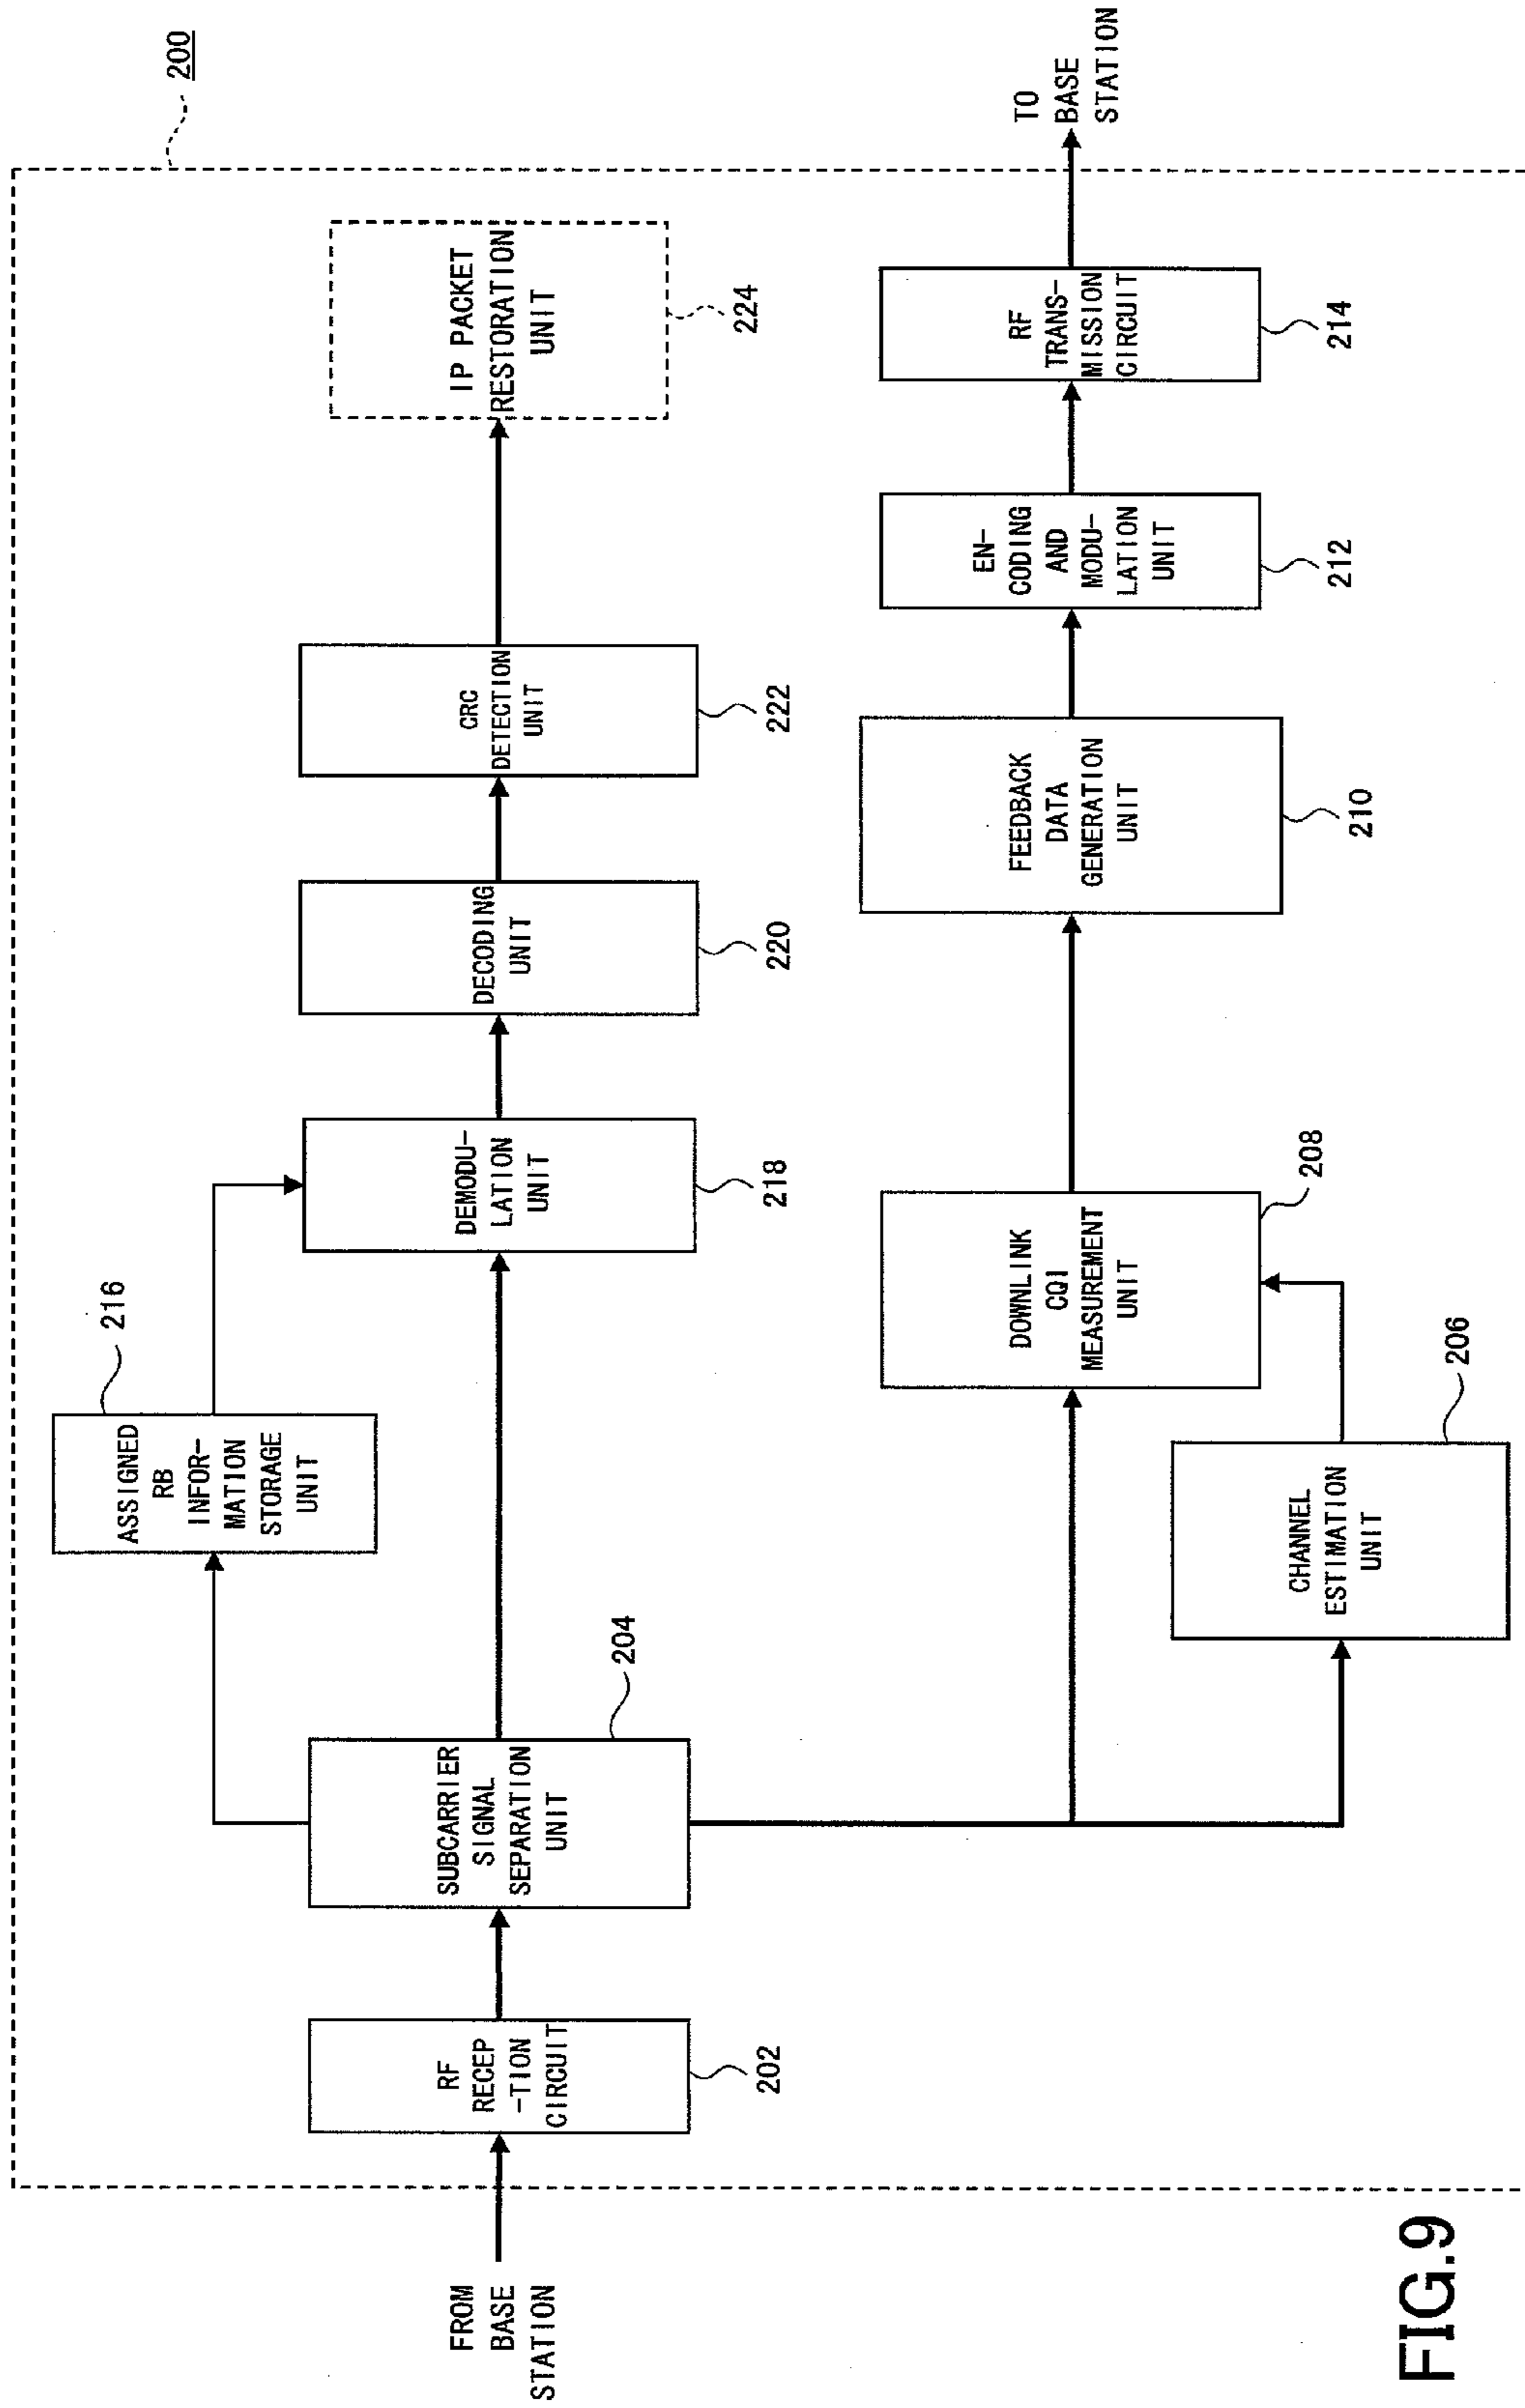 200
ASSIGNED
RB
INFOR-
MATION
STORAGE
UNIT
216
FROM
BASE
STATION
RF
RECEP
-TION
CIRCUIT
202
SUBCARRIER
SIGNAL
SEPARATION
UNIT
204
DEMODU-
LATION
UNIT
218
DECODING
UNIT
220
CRC
DETECTION
UNIT
222
IP PACKET
RESTORATION
UNIT
224
CHANNEL
ESTIMATION
UNIT
206
DOWNLINK
CQI
MEASUREMENT
UNIT
208
FEEDBACK
DATA
GENERATION
UNIT
210
EN-
CODING
AND
MODU-
LATION
UNIT
212
RF
TRANS-
MISSION
CIRCUIT
214
TO
BASE
STATION
FIG.9